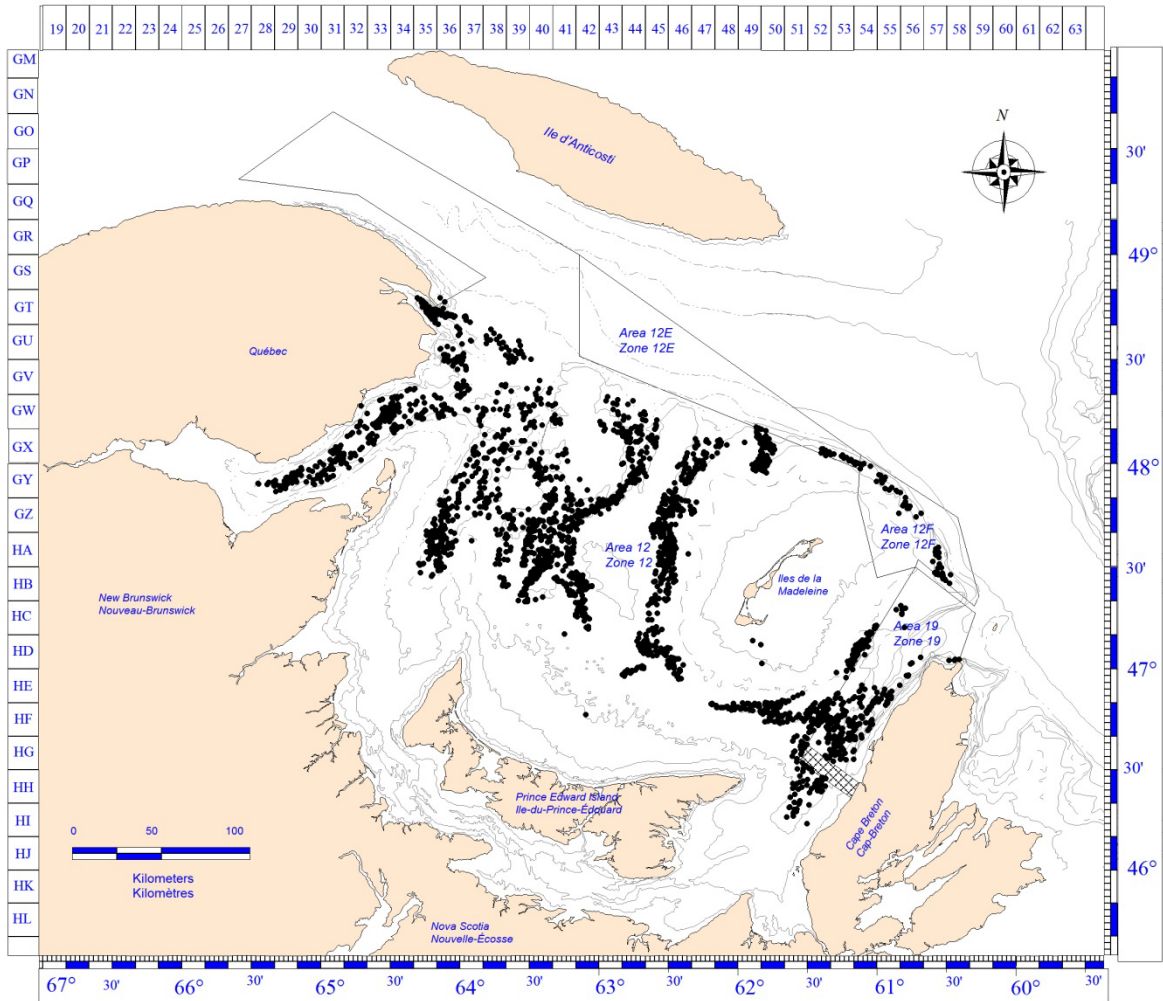 19 20 21 22 23 24 25 26 27 28 29 30 31 32 33 34 35 36 37 38 39 40 41 42 43 44 45 46 47 48 49 50 51 52 53 54 55 56 57 58 59 60 61 62 63
GM
GN
GO
GP
GQ
GR
GS
GT
GU
GV
GW
GX
GY
GZ
HA
HB
HC
HD
HE
HF
HG
HH
HI
HJ
HK
HL
Ile d'Anticosti
N
Québec
Area 12E
Zone 12E
Area 12
Zone 12
Area 12F
Zone 12F
Iles de la
Madeleine
New Brunswick
Nouveau-Brunswick
Area 19
Zone 19
Prince Edward Island
Ile-du-Prince-Édouard
Cape Breton
Cap-Breton
0 50 100
Kilometers
Kilomètres
Nova Scotia
Nouvelle-Écosse
30'
49°
30'
48°
30'
47°
30'
46°
67° 30' 66° 30' 65° 30' 64° 30' 63° 30' 62° 30' 61° 30' 60° 30'